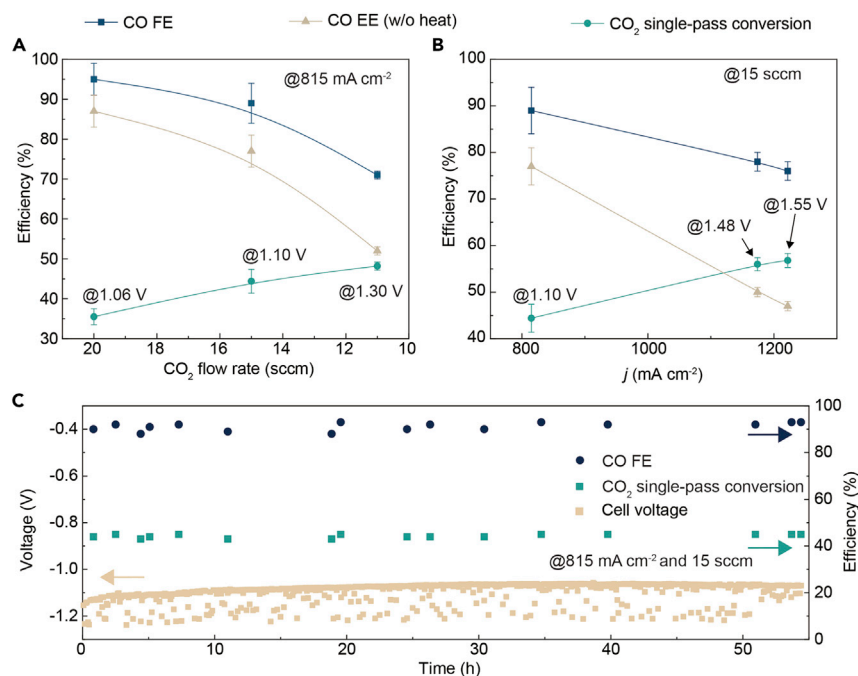 CO FE
CO EE (w/o heat)
CO₂ single-pass conversion
A
@815 mA cm⁻²
Efficiency (%)
100
90
80
70
60
50
40
30
@1.06 V
@1.10 V
@1.30 V
20
18
16
14
12
10
CO₂ flow rate (sccm)
B
@15 sccm
Efficiency (%)
100
90
80
70
60
50
40
@1.10 V
@1.48 V
@1.55 V
800
1000
1200
j (mA cm⁻²)
C
Voltage (V)
-0.4
-0.6
-0.8
-1.0
-1.2
CO FE
CO₂ single-pass conversion
Cell voltage
@815 mA cm⁻² and 15 sccm
100
80
60
40
20
0
Efficiency (%)
0
10
20
30
40
50
Time (h)